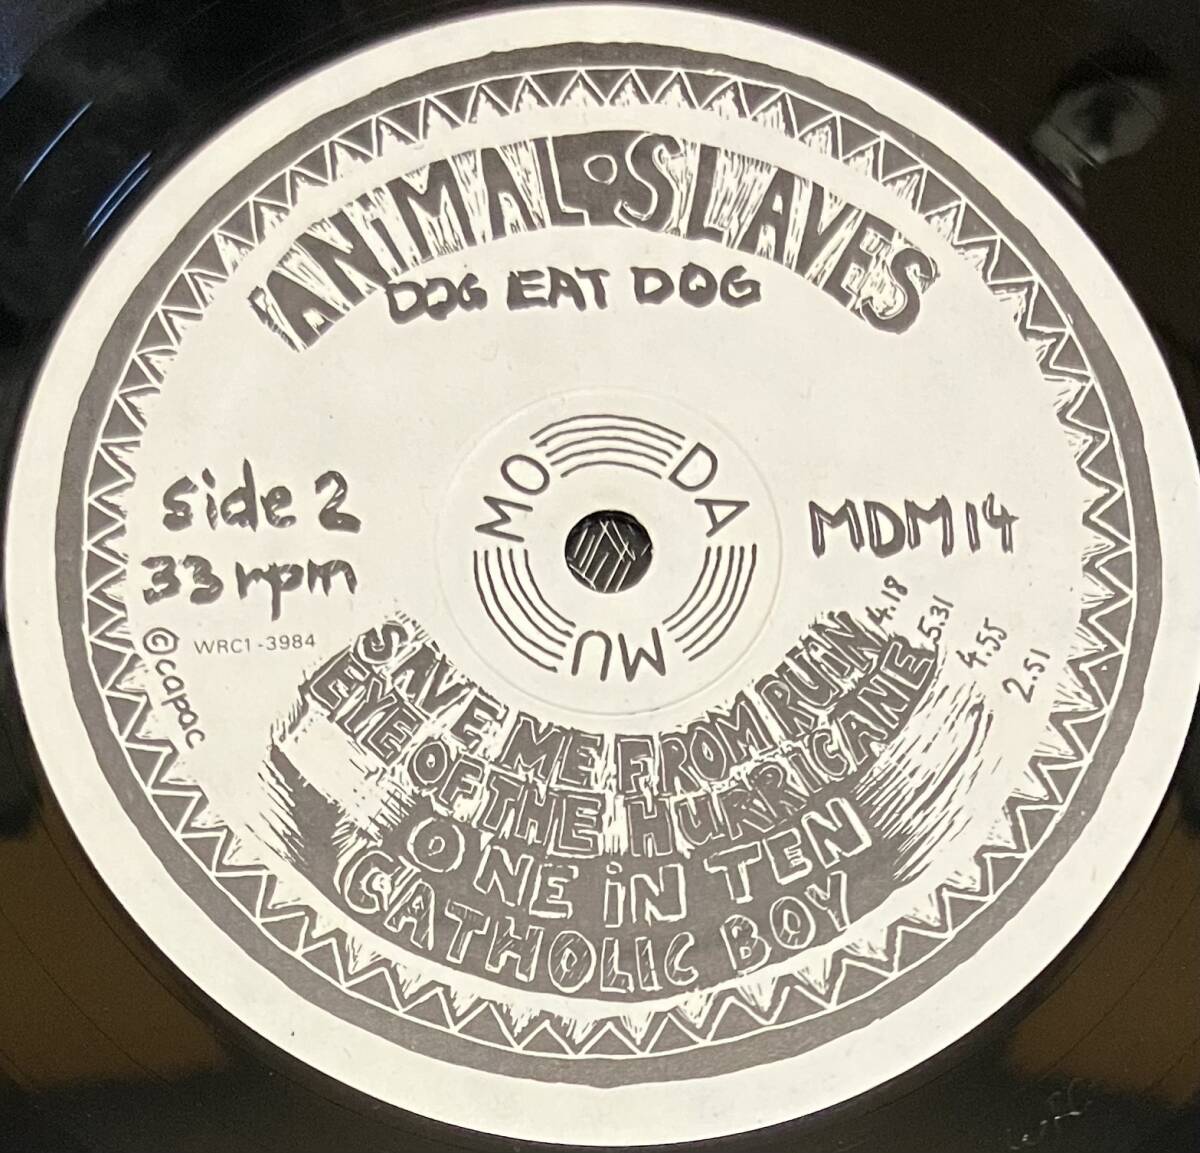 ANiMAL • SLAVES
DOG EAT DOG
MO DA MU
side 2
33 rpm
MDM14
WRC1-3984
© capac
SAVE ME FROM RUiN 4.18
EYE OF THE HuRRiCANE 5.31
ONE iN TEN 4.55
CATHOLiC BOY 2.51